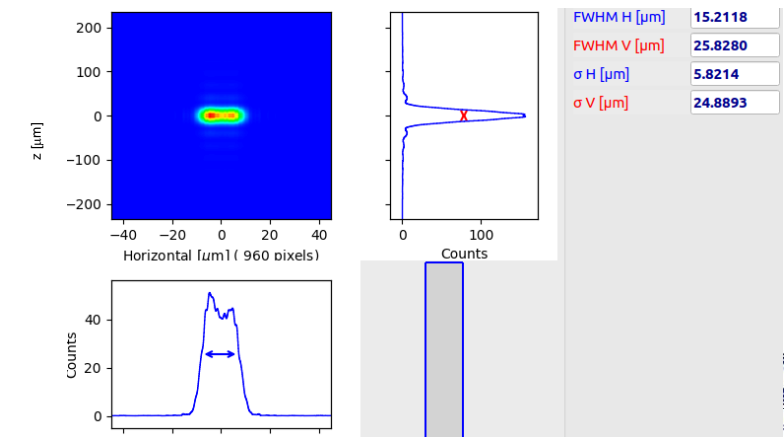 FWHM H [μm] 15.2118
FWHM V [μm] 25.8280
σ H [μm] 5.8214
σ V [μm] 24.8893
200
100
0
−100
−200
z [μm]
−40 −20 0 20 40
Horizontal [μm] ( 960 pixels)
0 100
Counts
40
20
0
Counts